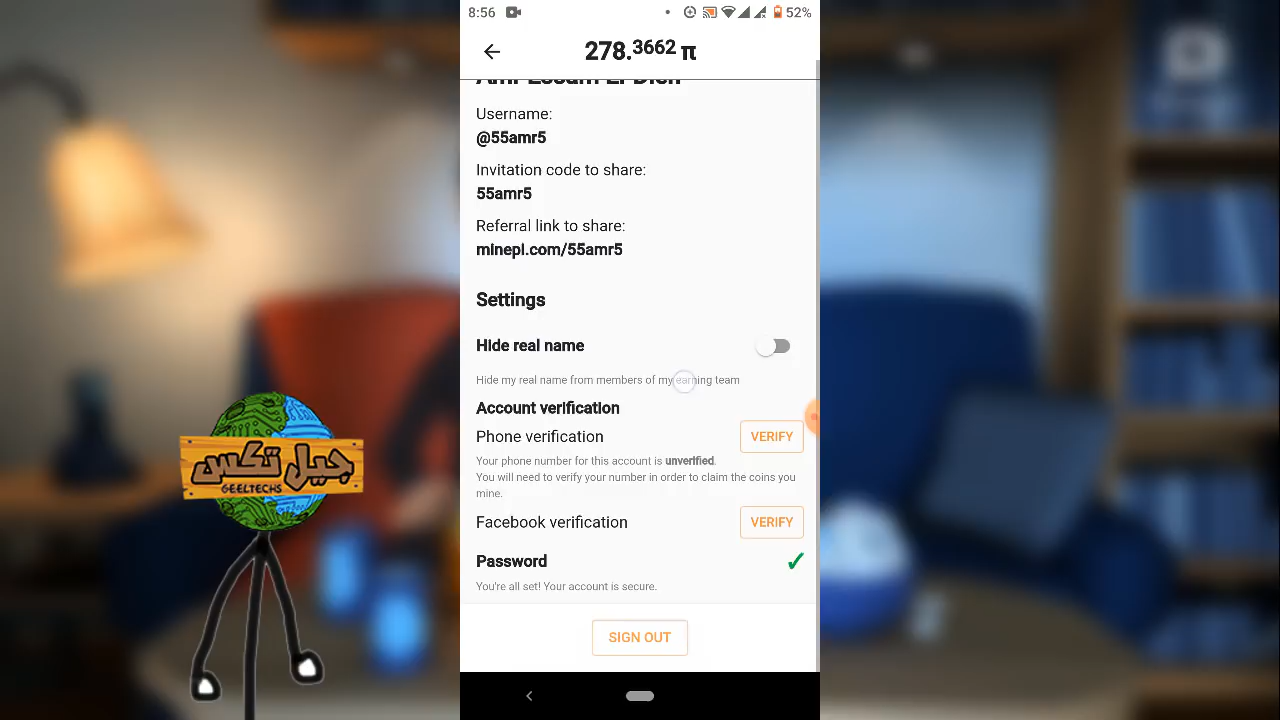 8:56
52%
278.3662 π
Username:
@55amr5
Invitation code to share:
55amr5
Referral link to share:
minepi.com/55amr5
Settings
Hide real name
Hide my real name from members of my earning team
Account verification
Phone verification
VERIFY
Your phone number for this account is unverified.
You will need to verify your number in order to claim the coins you
mine.
Facebook verification
VERIFY
Password
You're all set! Your account is secure.
SIGN OUT
جيل تكس
GEELTECHS